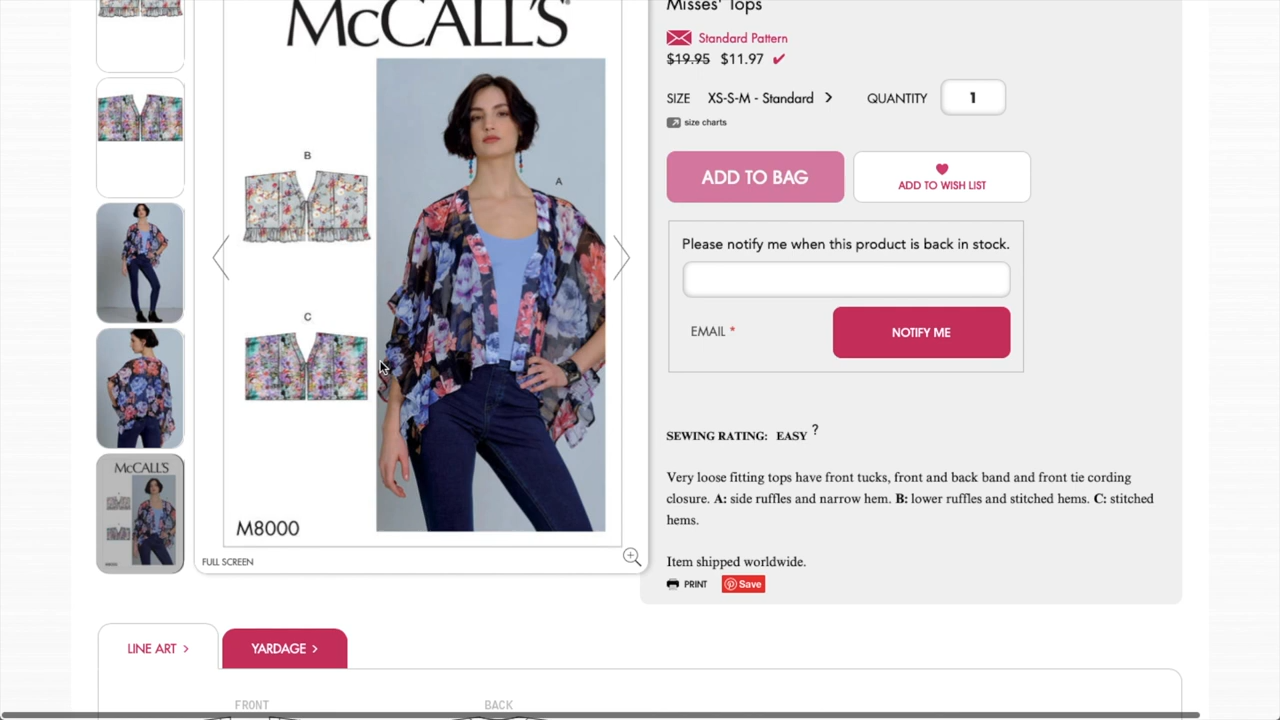 McCALL'S
B
A
C
M8000
FULL SCREEN
McCALL'S
Misses' Tops
Standard Pattern
$19.95 $11.97 ✔
SIZE XS-S-M - Standard > QUANTITY 1
size charts
ADD TO BAG
ADD TO WISH LIST
Please notify me when this product is back in stock.
EMAIL *
NOTIFY ME
SEWING RATING: EASY ?
Very loose fitting tops have front tucks, front and back band and front tie cording
closure. A: side ruffles and narrow hem. B: lower ruffles and stitched hems. C: stitched
hems.
Item shipped worldwide.
PRINT Save
LINE ART > YARDAGE >
FRONT BACK